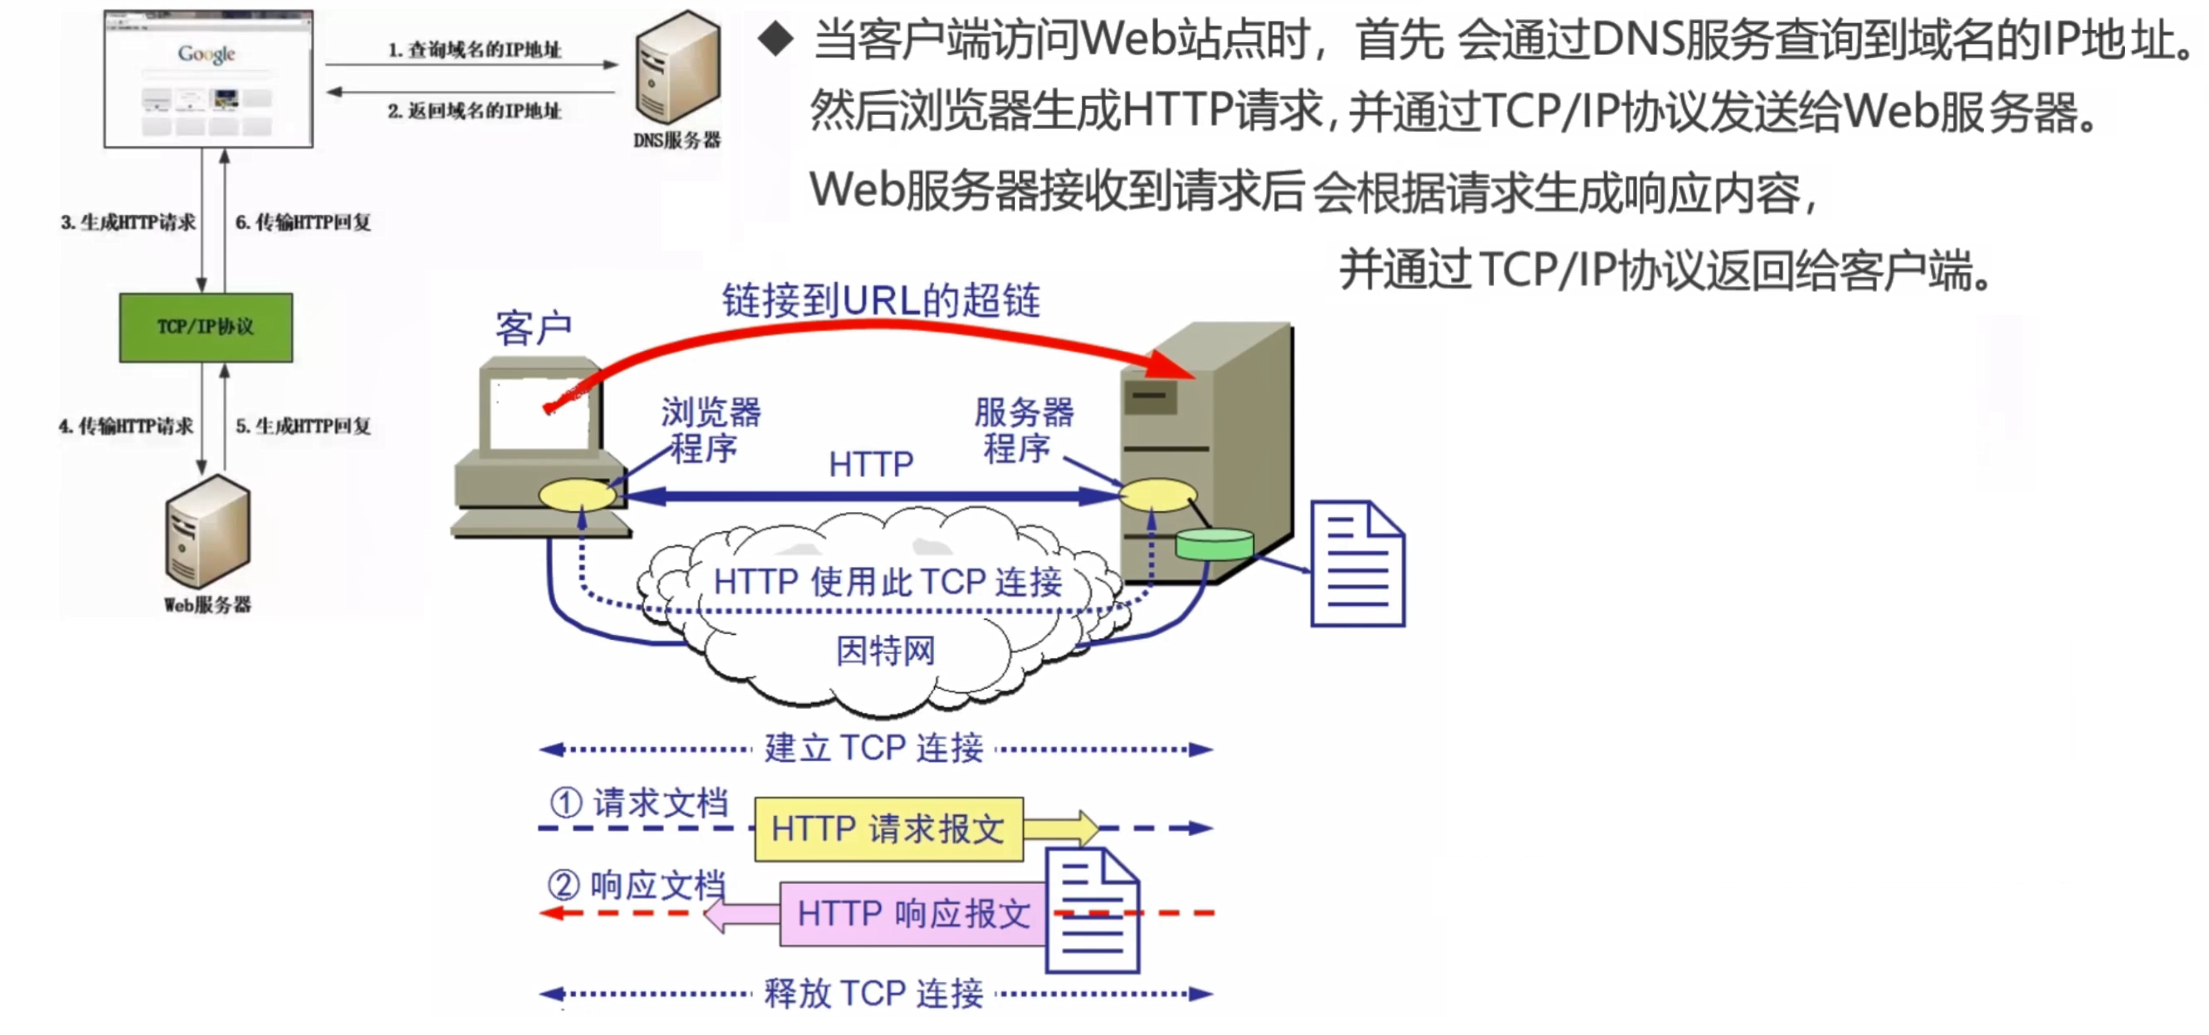 Google
1.查询域名的IP地址
2.返回域名的IP地址
DNS服务器
3.生成HTTP请求
6.传输HTTP回复
TCP/IP协议
4.传输HTTP请求
5.生成HTTP回复
Web服务器
◆ 当客户端访问Web站点时，首先 会通过DNS服务查询到域名的IP地址。
然后浏览器生成HTTP请求，并通过TCP/IP协议发送给Web服务器。
Web服务器接收到请求后 会根据请求生成响应内容，
并通过 TCP/IP协议返回给客户端。
链接到URL的超链
客户
浏览器
程序
服务器
程序
HTTP
HTTP 使用此 TCP 连接
因特网
建立 TCP 连接
① 请求文档
HTTP 请求报文
② 响应文档
HTTP 响应报文
释放 TCP 连接